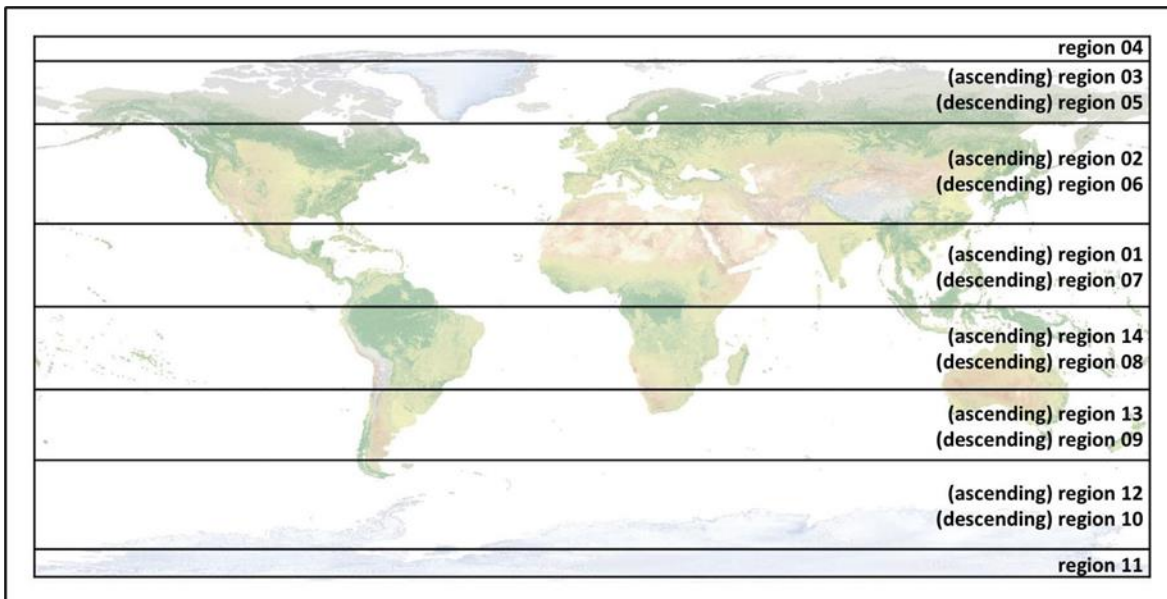 region 04
(ascending) region 03
(descending) region 05
(ascending) region 02
(descending) region 06
(ascending) region 01
(descending) region 07
(ascending) region 14
(descending) region 08
(ascending) region 13
(descending) region 09
(ascending) region 12
(descending) region 10
region 11